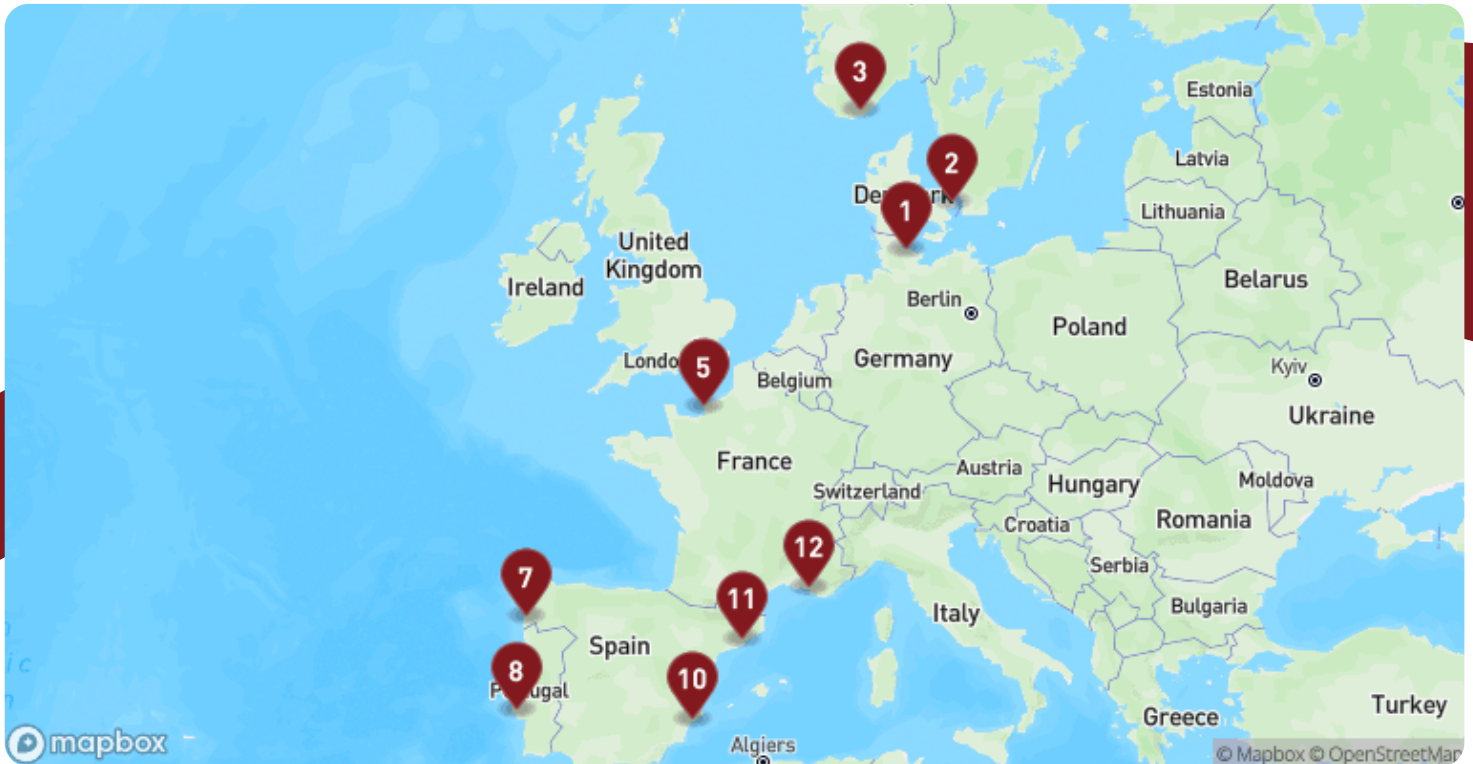 3
Estonia
2
Latvia
Denmark
1
Lithuania
United
Kingdom
Ireland
Belarus
Berlin
Poland
London
5
Germany
Belgium
Kyiv
Ukraine
France
Austria
Switzerland
Hungary
Moldova
Croatia
Romania
12
Serbia
7
11
Bulgaria
Italy
Spain
8
10
Portugal
ic
Turkey
Greece
mapbox
Algiers
© Mapbox © OpenStreetMap